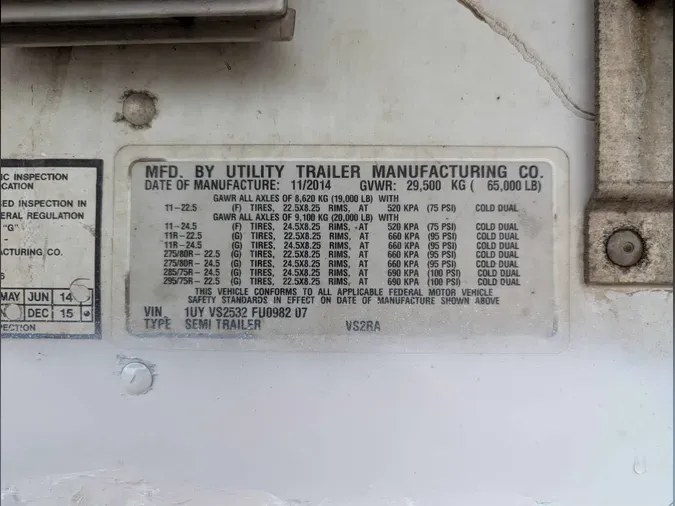 IC INSPECTION
CATION
ED INSPECTION IN
ERAL REGULATION
"G"
ACTURING CO.
6
MAY JUN 14
DEC 15
PECTION
MFD. BY UTILITY TRAILER MANUFACTURING CO.
DATE OF MANUFACTURE: 11/2014 GVWR: 29,500 KG ( 65,000 LB)
GAWR ALL AXLES OF 8,620 KG (19,000 LB) WITH
11-22.5 (F) TIRES, 22.5X8.25 RIMS, AT 520 KPA (75 PSI) COLD DUAL
GAWR ALL AXLES OF 9,100 KG (20,000 LB) WITH
11-24.5 (F) TIRES, 24.5X8.25 RIMS, AT 520 KPA (75 PSI) COLD DUAL
11R-22.5 (G) TIRES, 22.5X8.25 RIMS, AT 660 KPA (95 PSI) COLD DUAL
11R-24.5 (G) TIRES, 24.5X8.25 RIMS, AT 660 KPA (95 PSI) COLD DUAL
275/80R-22.5 (G) TIRES, 22.5X8.25 RIMS, AT 660 KPA (95 PSI) COLD DUAL
275/80R-24.5 (G) TIRES, 24.5X8.25 RIMS, AT 660 KPA (95 PSI) COLD DUAL
285/75R-24.5 (G) TIRES, 24.5X8.25 RIMS, AT 690 KPA (100 PSI) COLD DUAL
295/75R-22.5 (G) TIRES, 22.5X8.25 RIMS, AT 690 KPA (100 PSI) COLD DUAL
THIS VEHICLE CONFORMS TO ALL APPLICABLE FEDERAL MOTOR VEHICLE
SAFETY STANDARDS IN EFFECT ON DATE OF MANUFACTURE SHOWN ABOVE
VIN 1UY VS2532 FU0982 07
TYPE SEMI TRAILER VS2RA